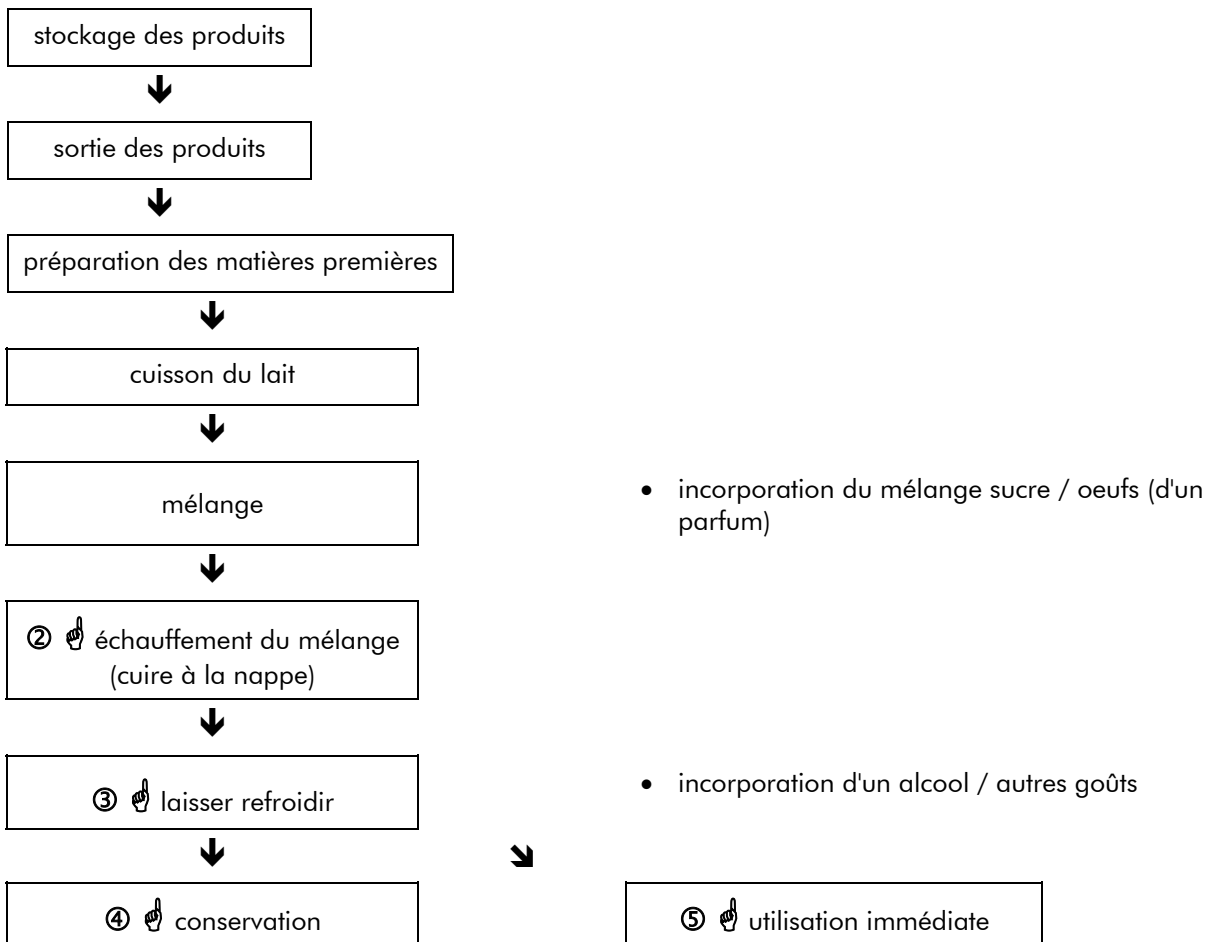 stockage des produits
sortie des produits
préparation des matières premières
cuisson du lait
mélange
• incorporation du mélange sucre / oeufs (d'un
parfum)
② échauffement du mélange
(cuire à la nappe)
③ laisser refroidir
• incorporation d'un alcool / autres goûts
④ conservation
⑤ utilisation immédiate